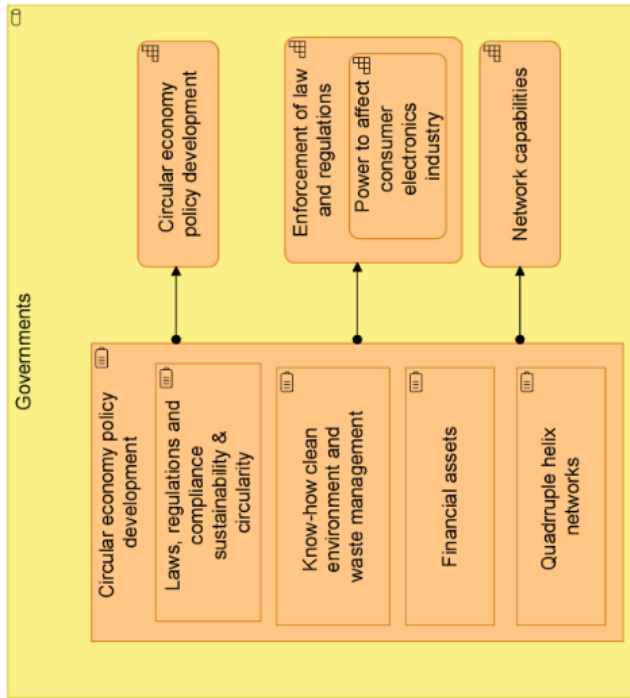 Governments
Circular economy policy
development
Laws, regulations and
compliance
sustainability &
circularity
Know-how clean
environment and
waste management
Financial assets
Quadrruple helix
networks
Circular economy
policy development
Enforcement of law
and regulations
Power to affect
consumer
electronics
industry
Network capabilities